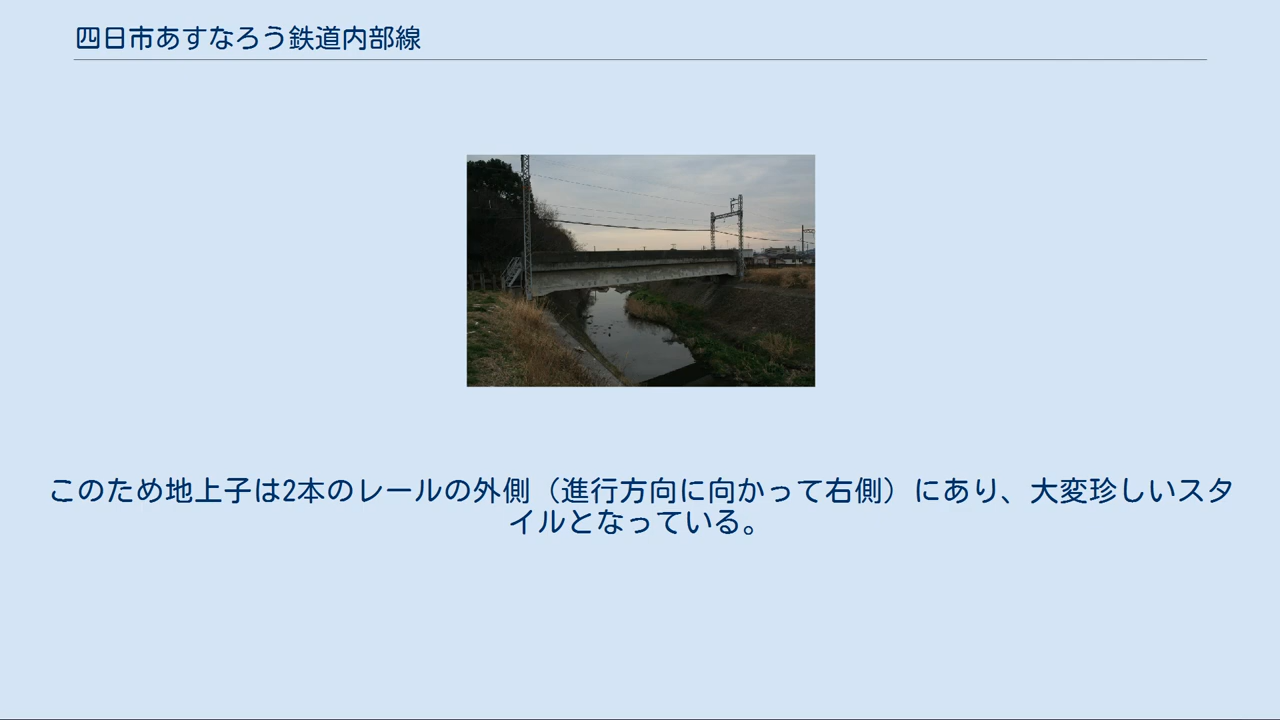 四日市あすなろう鉄道内部線
このため地上子は2本のレールの外側（進行方向に向かって右側）にあり、大変珍しいスタ
イルとなっている。